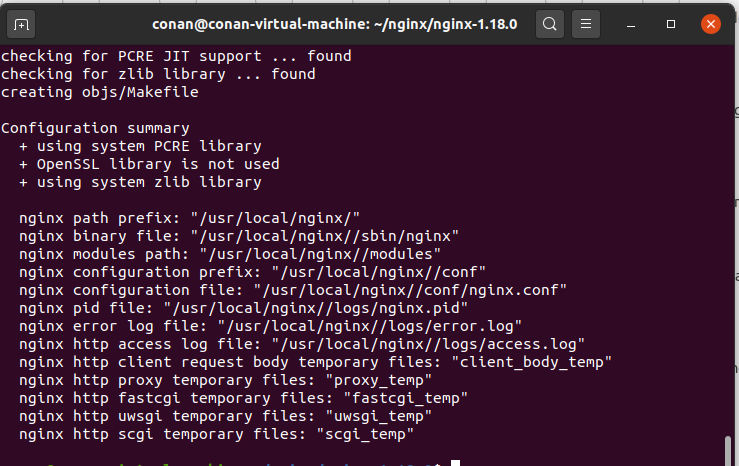 conan@conan-virtual-machine: ~/nginx/nginx-1.18.0
checking for PCRE JIT support ... found
checking for zlib library ... found
creating objs/Makefile
Configuration summary
+ using system PCRE library
+ OpenSSL library is not used
+ using system zlib library
nginx path prefix: "/usr/local/nginx/"
nginx binary file: "/usr/local/nginx//sbin/nginx"
nginx modules path: "/usr/local/nginx//modules"
nginx configuration prefix: "/usr/local/nginx//conf"
nginx configuration file: "/usr/local/nginx//conf/nginx.conf"
nginx pid file: "/usr/local/nginx//logs/nginx.pid"
nginx error log file: "/usr/local/nginx//logs/error.log"
nginx http access log file: "/usr/local/nginx//logs/access.log"
nginx http client request body temporary files: "client_body_temp"
nginx http proxy temporary files: "proxy_temp"
nginx http fastcgi temporary files: "fastcgi_temp"
nginx http uwsgi temporary files: "uwsgi_temp"
nginx http scgi temporary files: "scgi_temp"